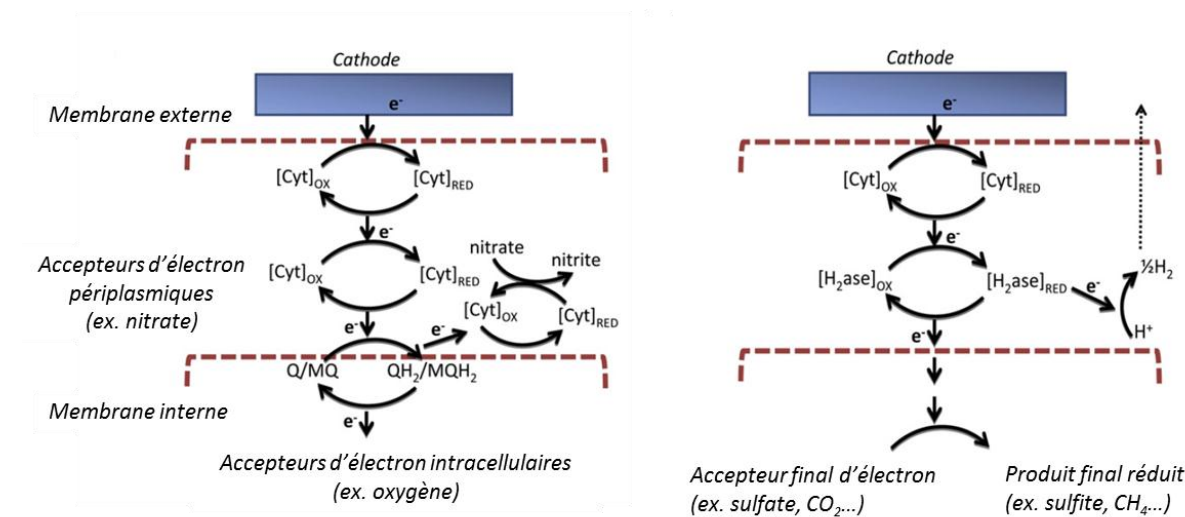 Cathode
e-
Membrane externe
[Cyt]OX
[Cyt]RED
e-
Accepteurs d'électron
périplasmiques
(ex. nitrate)
[Cyt]OX
[Cyt]RED
nitrate
nitrite
[Cyt]OX
[Cyt]RED
e-
e-
Q/MQ
QH2/MQH2
Membrane interne
e-
Accepteurs d'électron intracellulaires
(ex. oxygène)
Cathode
e-
[Cyt]OX
[Cyt]RED
e-
[H2ase]OX
[H2ase]RED
e-
½H2
H+
e-
Accepteur final d'électron
(ex. sulfate, CO2...)
Produit final réduit
(ex. sulfite, CH4...)